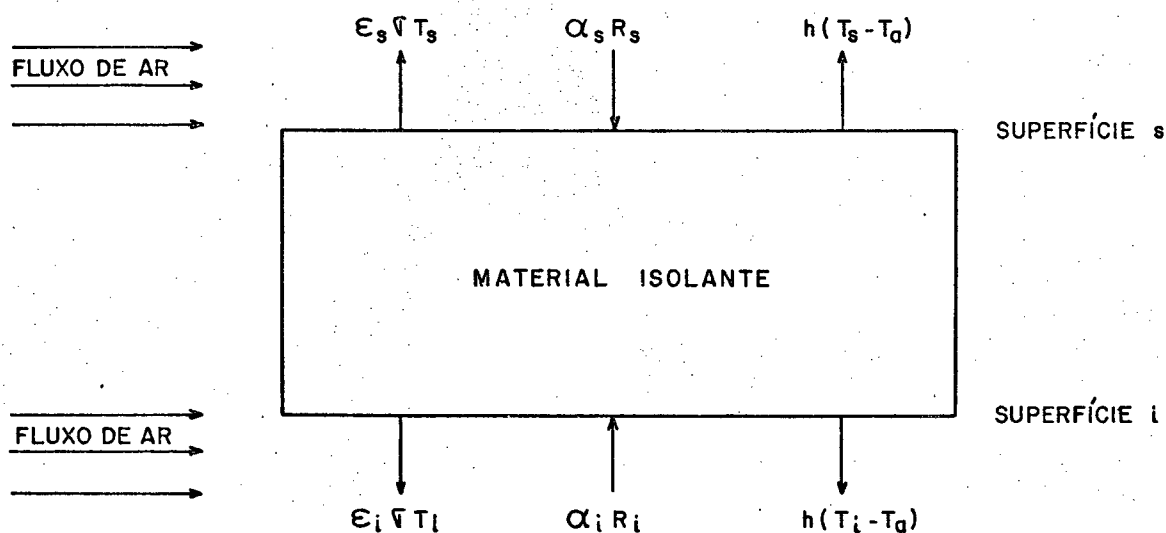 εₛ σ Tₛ
αₛ Rₛ
h(Tₛ-Tₐ)
FLUXO DE AR
SUPERFÍCIE s
MATERIAL ISOLANTE
SUPERFÍCIE i
FLUXO DE AR
εᵢ σ Tᵢ
αᵢ Rᵢ
h(Tᵢ-Tₐ)